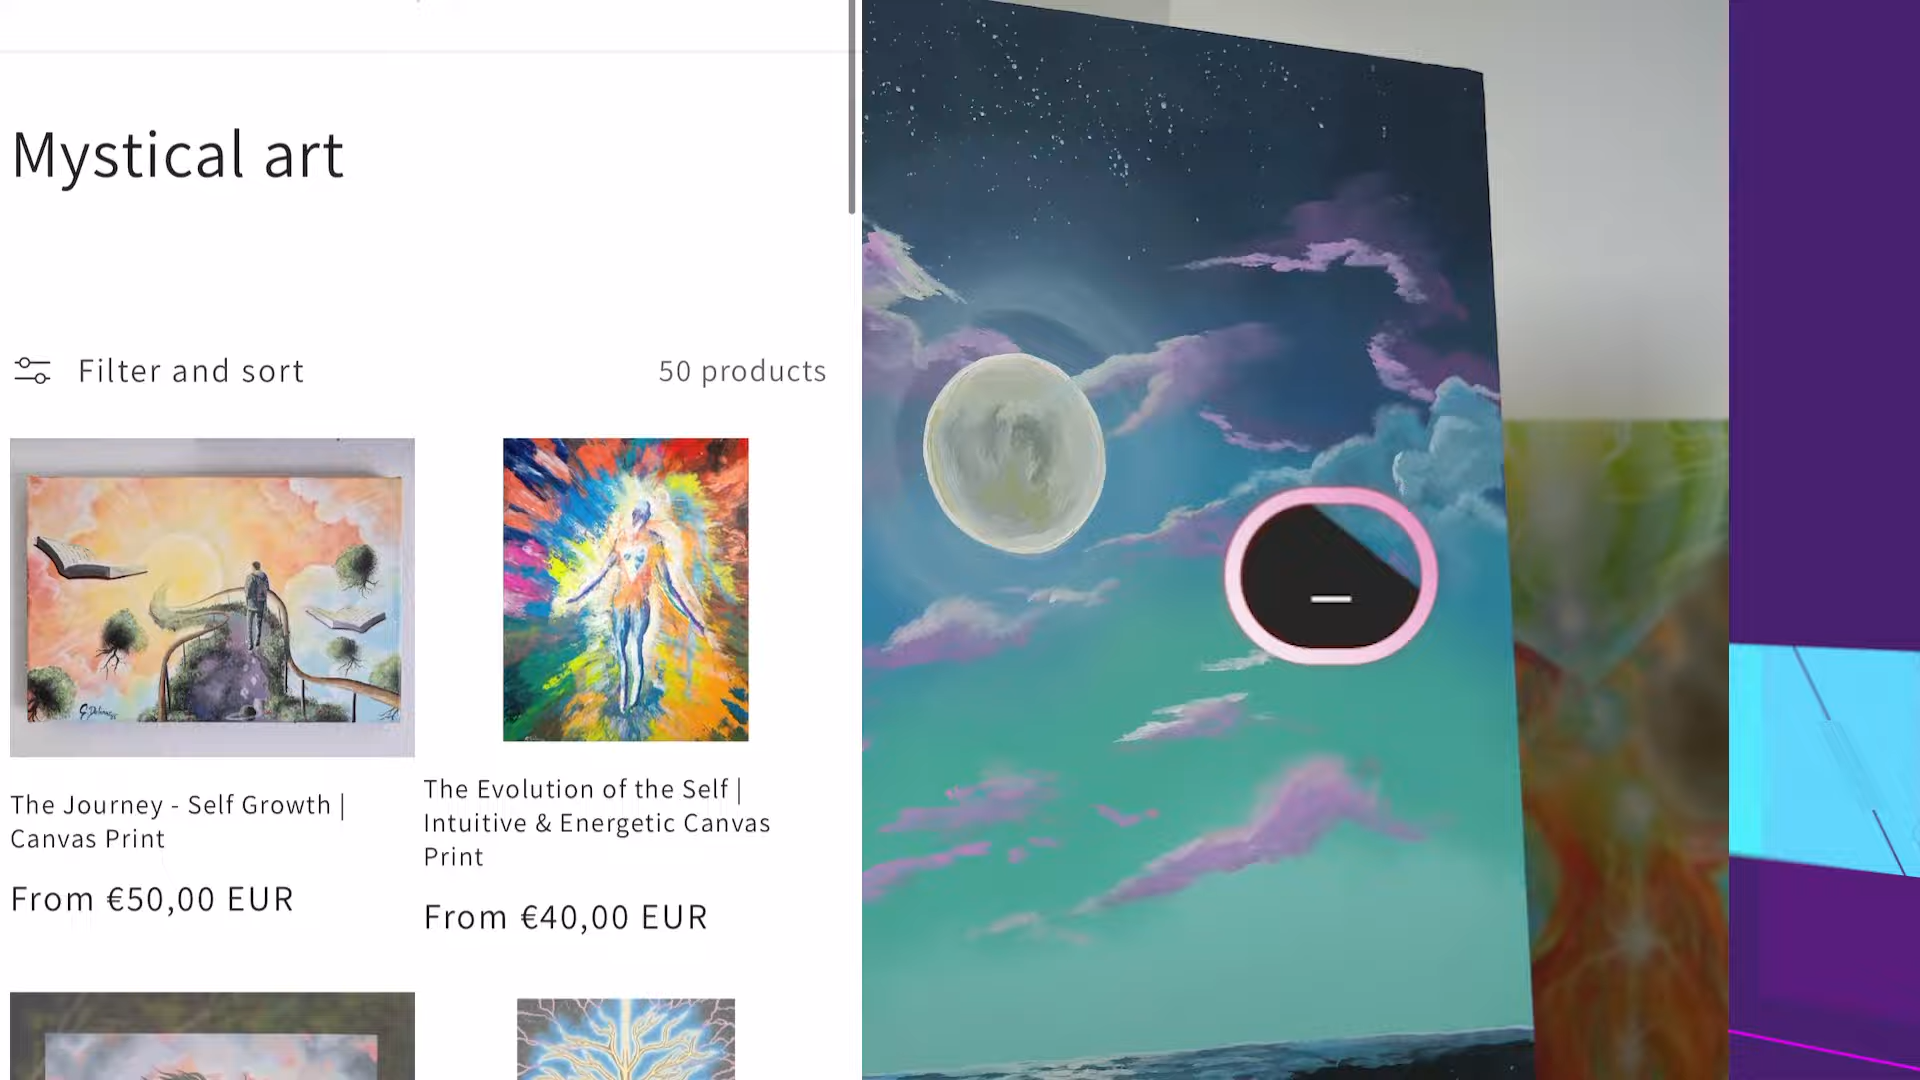 Mystical art
Filter and sort
50 products
The Journey - Self Growth |
Canvas Print
From €50,00 EUR
The Evolution of the Self |
Intuitive & Energetic Canvas
Print
From €40,00 EUR